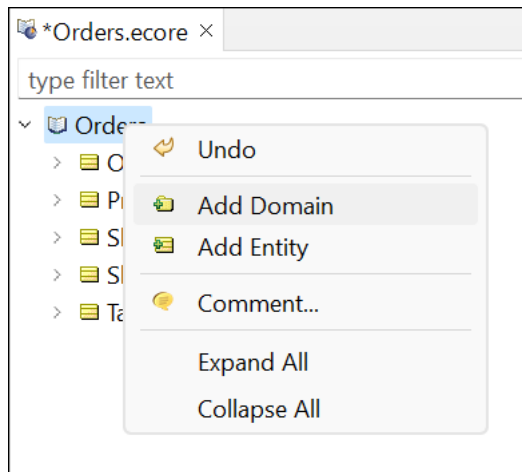 *Orders.ecore
type filter text
Orders
Undo
Add Domain
Add Entity
Comment...
Expand All
Collapse All